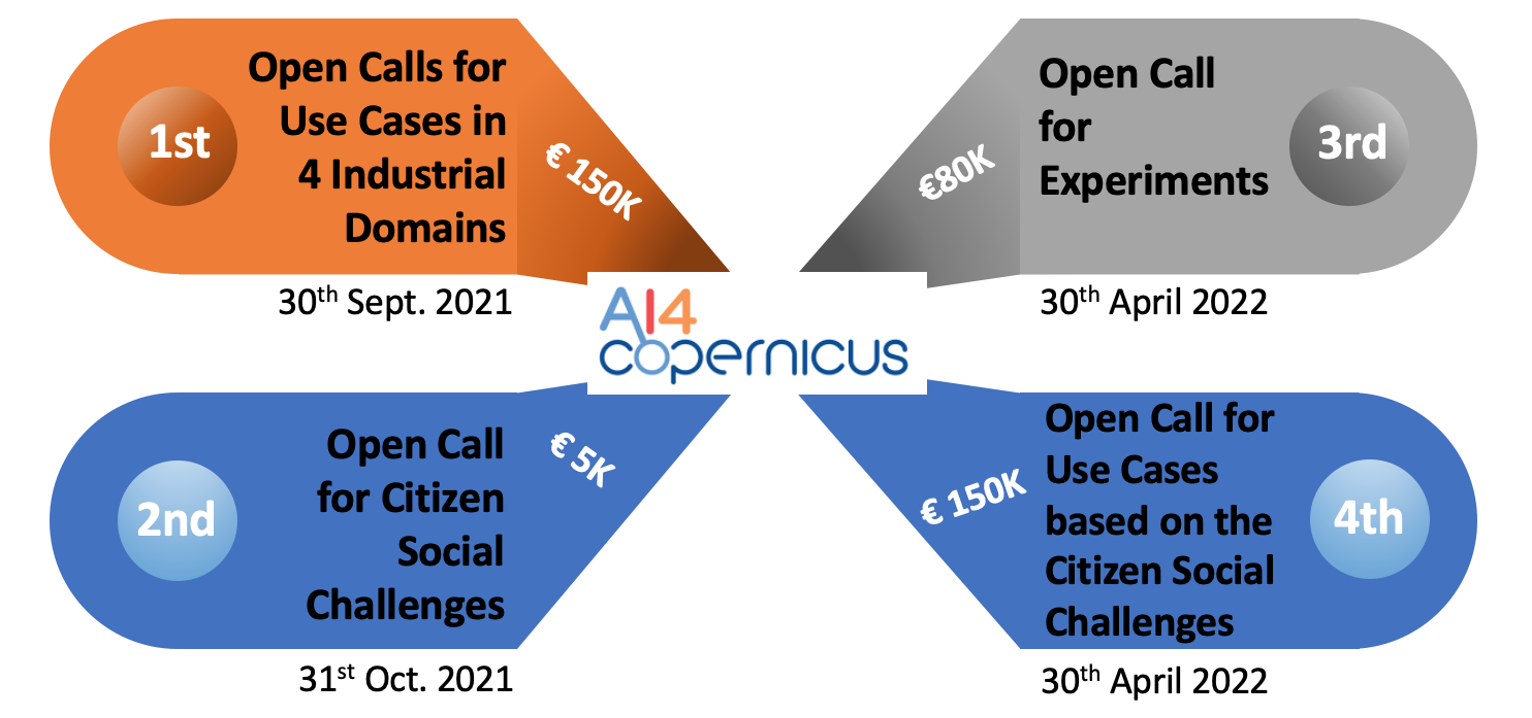 1st
Open Calls for
Use Cases in
4 Industrial
Domains
€ 150K
30th Sept. 2021
2nd
Open Call
for Citizen
Social
Challenges
€ 5K
31st Oct. 2021
AI4
copernicus
€80K
Open Call
for
Experiments
3rd
30th April 2022
€ 150K
Open Call for
Use Cases
based on the
Citizen Social
Challenges
4th
30th April 2022